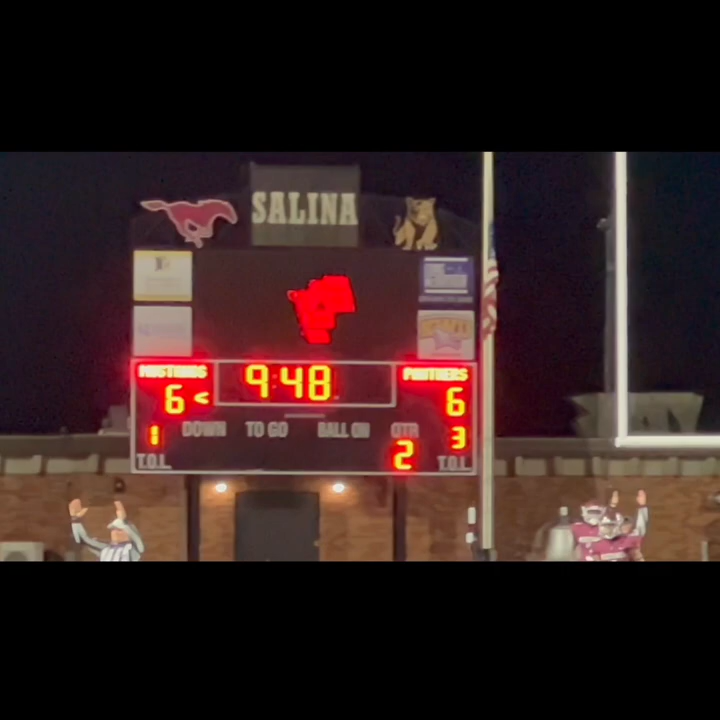 SALINA
MUSTANGS 9:48 PANTHERS
6 < 6
1 DOWN TO GO BALL ON QTR 3
T.O.L. 2 T.O.L.